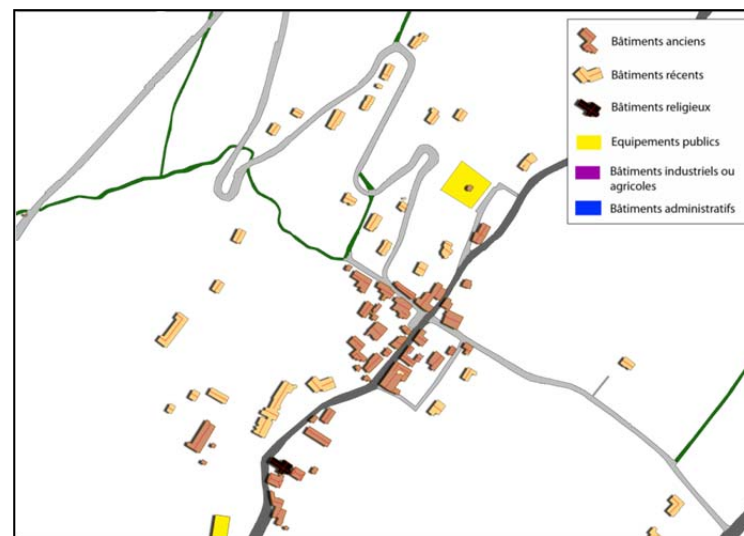 Bâtiments anciens
Bâtiments récents
Bâtiments religieux
Equipements publics
Bâtiments industriels ou
agricoles
Bâtiments administratifs